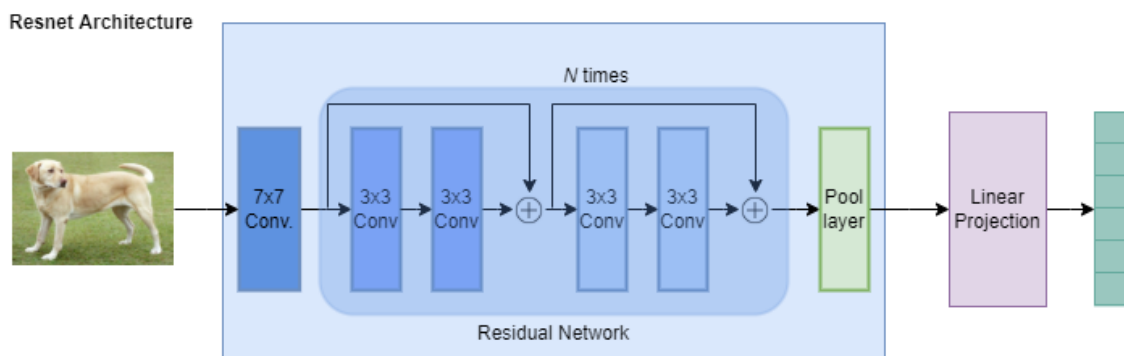 Resnet Architecture
N times
7x7
Conv.
3x3
Conv
3x3
Conv
3x3
Conv
3x3
Conv
Pool
layer
Linear
Projection
Residual Network